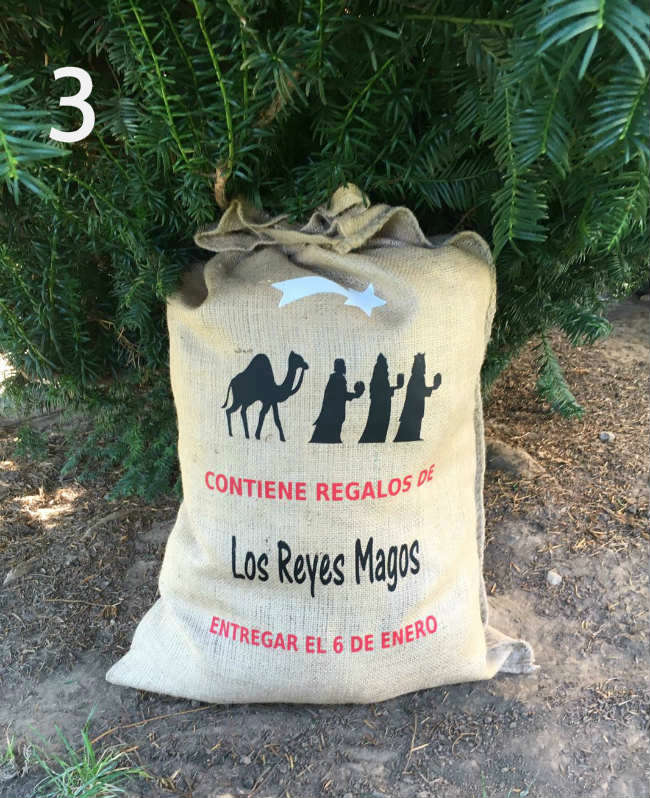 3
CONTIENE REGALOS DE
Los Reyes Magos
ENTREGAR EL 6 DE ENERO